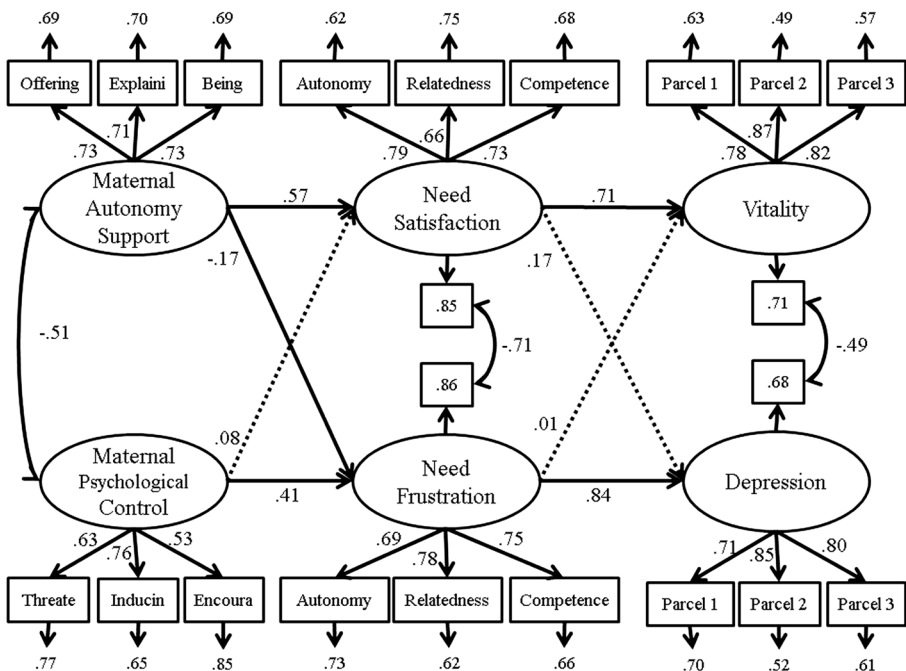 .69 .70 .69 .62 .75 .68 .63 .49 .57
Offering Explaini Being Autonomy Relatedness Competence Parcel 1 Parcel 2 Parcel 3
.73 .71 .73 .79 .66 .73 .78 .87 .82
Maternal
Autonomy
Support
Need
Satisfaction
Vitality
.57 .71
-.17 .17
.85 .71
-.51 -.71 -.49
.86 .68
.08 .01
Maternal
Psychological
Control
Need
Frustration
Depression
.41 .84
.63 .76 .53 .69 .78 .75 .71 .85 .80
Threate Inducin Encoura Autonomy Relatedness Competence Parcel 1 Parcel 2 Parcel 3
.77 .65 .85 .73 .62 .66 .70 .52 .61